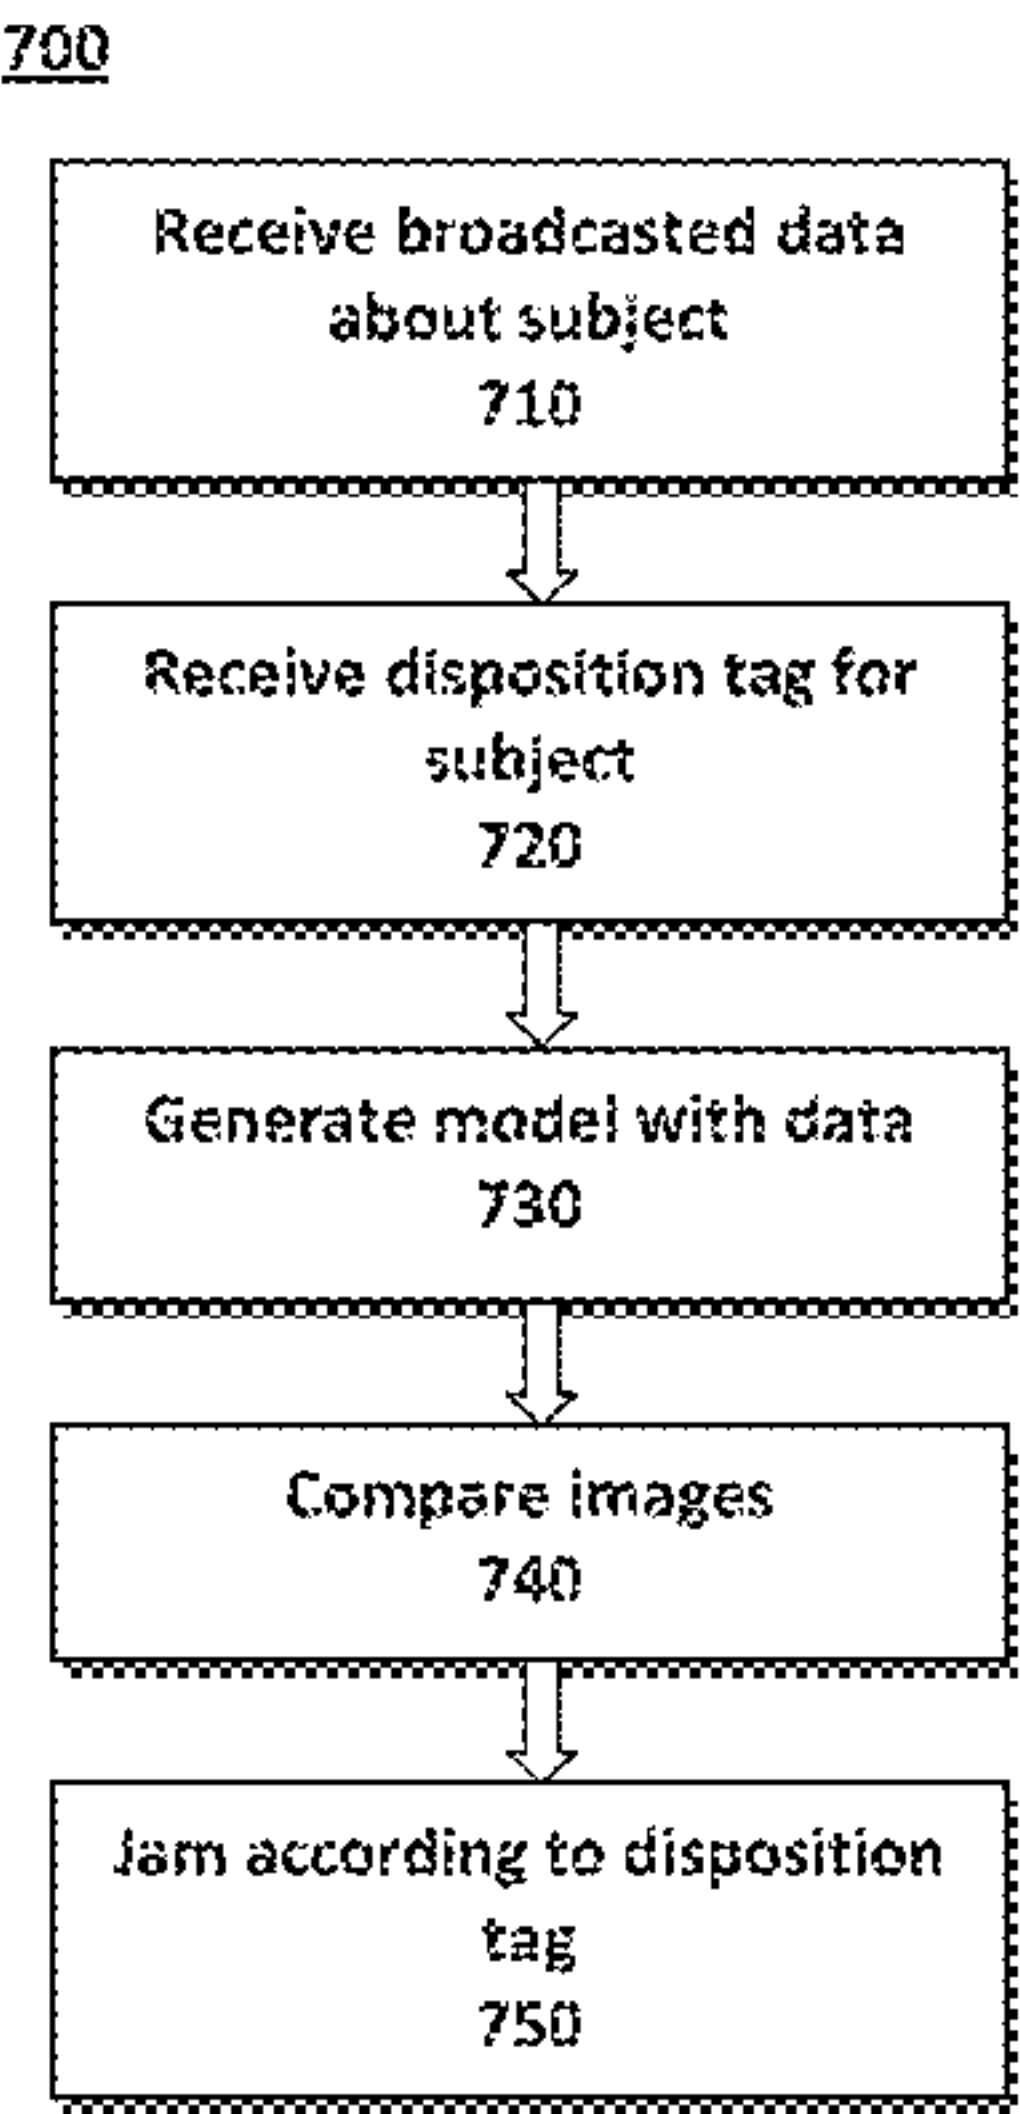 700
Receive broadcasted data
about subject
710
Receive disposition tag for
subject
720
Generate model with data
730
Compare images
740
Jam according to disposition
tag
750